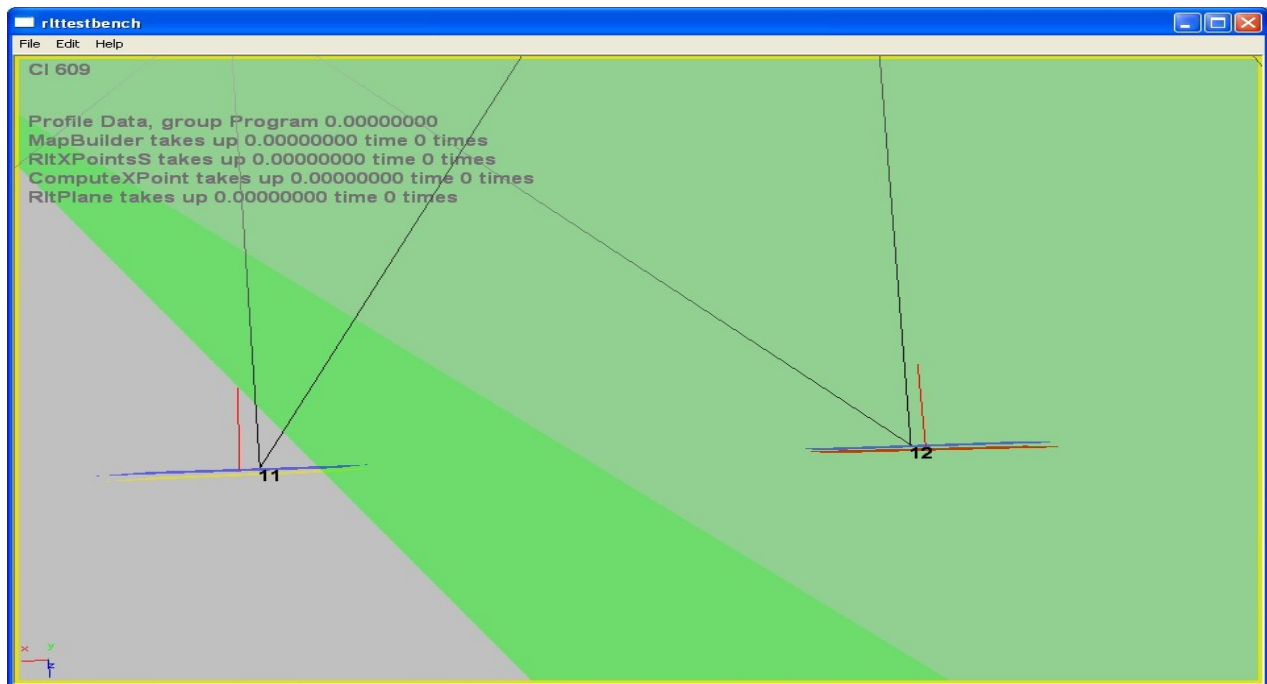 rlttestbench
File Edit Help
CI 609
Profile Data, group Program 0.00000000
MapBuilder takes up 0.00000000 time 0 times
RltXPointsS takes up 0.00000000 time 0 times
ComputeXPoint takes up 0.00000000 time 0 times
RltPlane takes up 0.00000000 time 0 times
12
11
x y
z